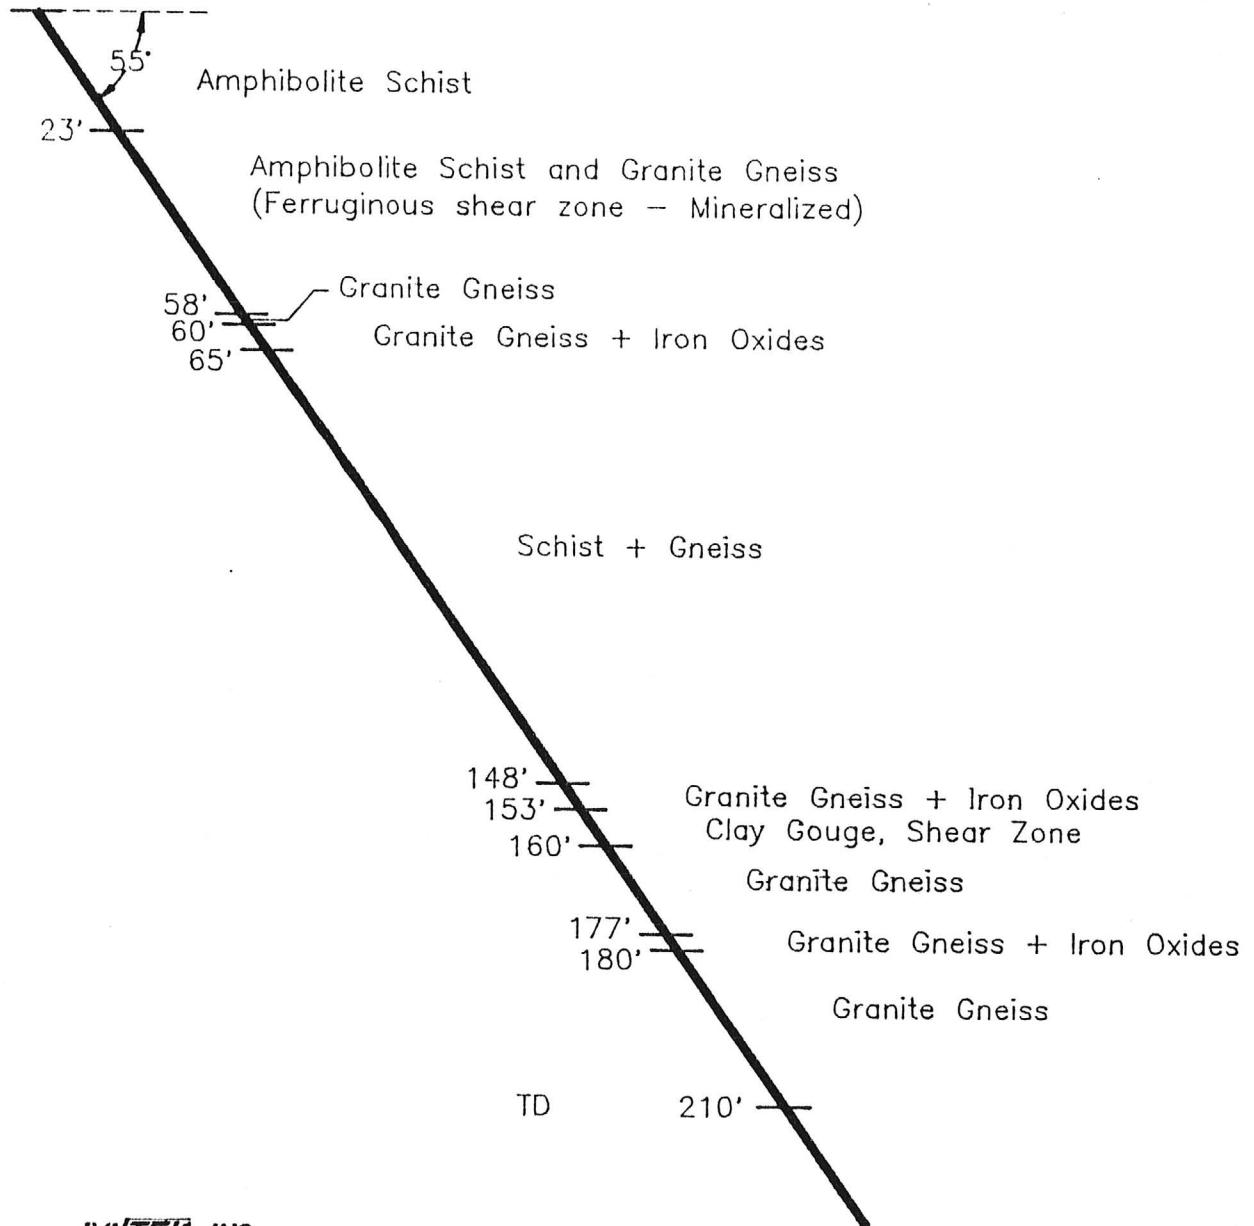 55°
Amphibolite Schist
23'
Amphibolite Schist and Granite Gneiss
(Ferruginous shear zone – Mineralized)
Granite Gneiss
58'
60'
Granite Gneiss + Iron Oxides
65'
Schist + Gneiss
148'
Granite Gneiss + Iron Oxides
153'
Clay Gouge, Shear Zone
160'
Granite Gneiss
177'
Granite Gneiss + Iron Oxides
180'
Granite Gneiss
TD 210'